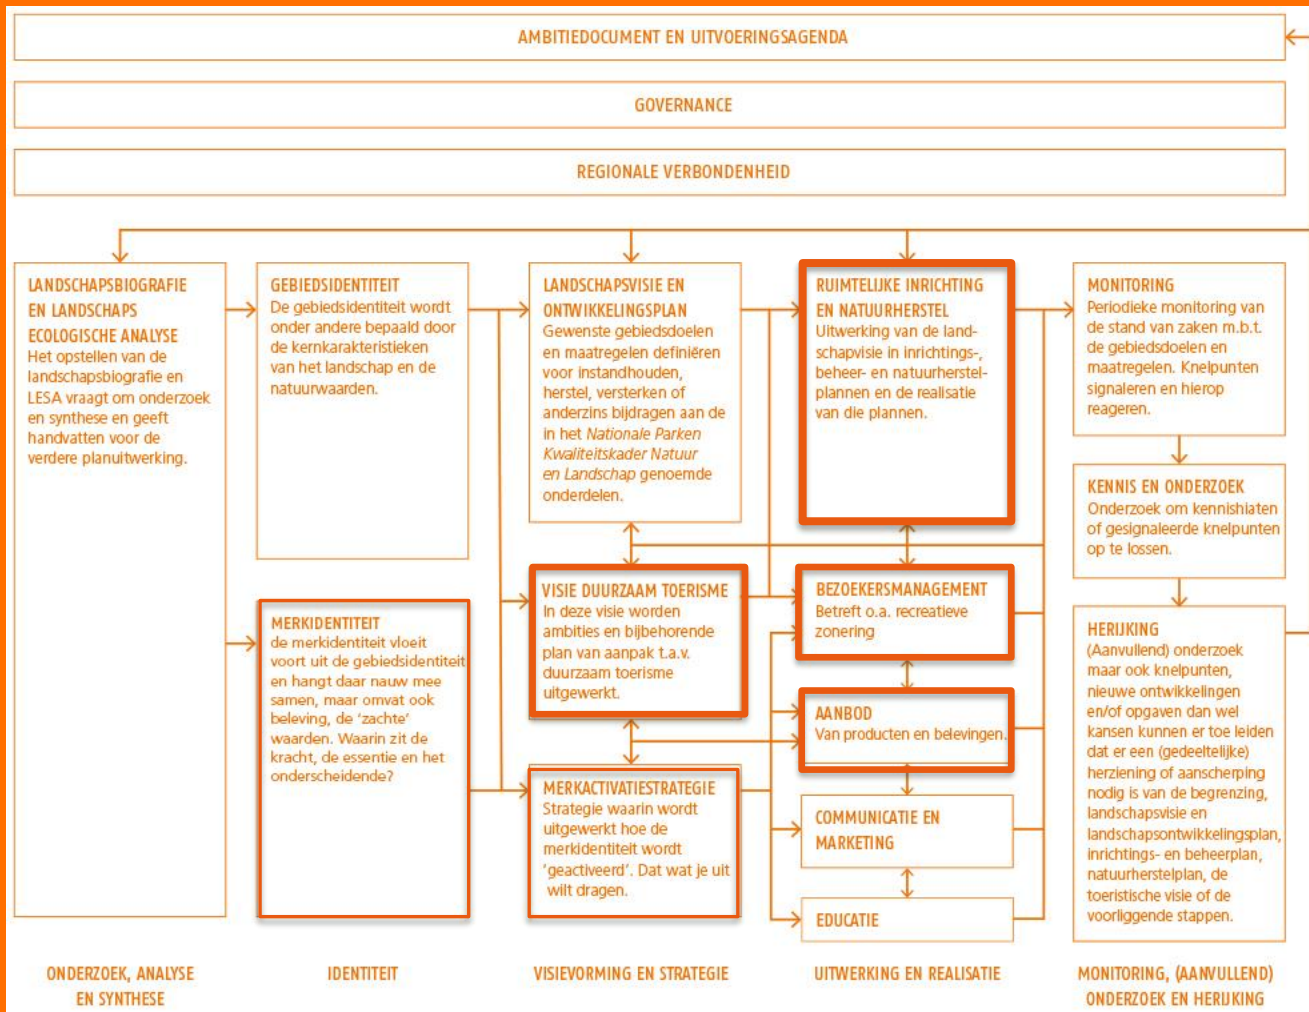 AMBITIEDOCUMENT EN UITVOERINGSAGENDA
GOVERNANCE
REGIONALE VERBONDENHEID
LANDSCHAPSBIOGRAFIE
EN LANDSCHAPS
ECOLOGISCHE ANALYSE
Het opstellen van de
landschapsbiografie en
LESA vraagt om onderzoek
en synthese en geeft
handvatten voor de
verdere planuitwerking.
GEBIEDSIDENTITEIT
De gebiedsidentiteit wordt
onder andere bepaald door
de kernkarakteristieken
van het landschap en de
natuurwaarden.
MERKIDENTITEIT
de merkidentiteit vloeit
voort uit de gebiedsidentiteit
en hangt daar nauw mee
samen, maar omvat ook
beleving, de ‘zachte’
waarden. Waarin zit de
kracht, de essentie en het
onderscheidende?
LANDSCHAPSVISIE EN
ONTWIKKELINGSPLAN
Gewenste gebiedsdoelen
en maatregelen definiëren
voor instandhouden,
herstel, versterken of
anderzins bijdragen aan de
in het Nationale Parken
Kwaliteitskader Natuur
en Landschap genoemde
onderdelen.
VISIE DUURZAAM TOERISME
In deze visie worden
ambities en bijbehorende
plan van aanpak t.a.v.
duurzaam toerisme
uitgewerkt.
MERKACTIVATIESTRATEGIE
Strategie waarin wordt
uitgewerkt hoe de
merkidentiteit wordt
‘geactiveerd’. Dat wat je uit
wilt dragen.
RUIMTELIJKE INRICHTING
EN NATUURHERSTEL
Uitwerking van de land-
schapvisie in inrichtings-,
beheer- en natuurherstel-
plannen en de realisatie
van die plannen.
BEZOEKERSMANAGEMENT
Betreft o.a. recreatieve
zonering
AANBOD
Van producten en belevingen.
COMMUNICATIE EN
MARKETING
EDUCATIE
MONITORING
Periodieke monitoring van
de stand van zaken m.b.t.
de gebiedsdoelen en
maatregelen. Knelpunten
signaleren en hierop
reageren.
KENNIS EN ONDERZOEK
Onderzoek om kennishiaten
of gesignaleerde knelpunten
op te lossen.
HERIJKING
(Aanvullend) onderzoek
maar ook knelpunten,
nieuwe ontwikkelingen
en/of opgaven dan wel
kansen kunnen er toe leiden
dat er een (gedeeltelijke)
herziening of aanscherping
nodig is van de begrenzing,
landschapsvisie en
landschapsontwikkelingsplan,
inrichtings- en beheerplan,
natuurherstelplan, de
toeristische visie of de
voorliggende stappen.
ONDERZOEK, ANALYSE
EN SYNTHESE
IDENTITEIT
VISIEVORMING EN STRATEGIE
UITWERKING EN REALISATIE
MONITORING, (AANVULLEND)
ONDERZOEK EN HERIJKING